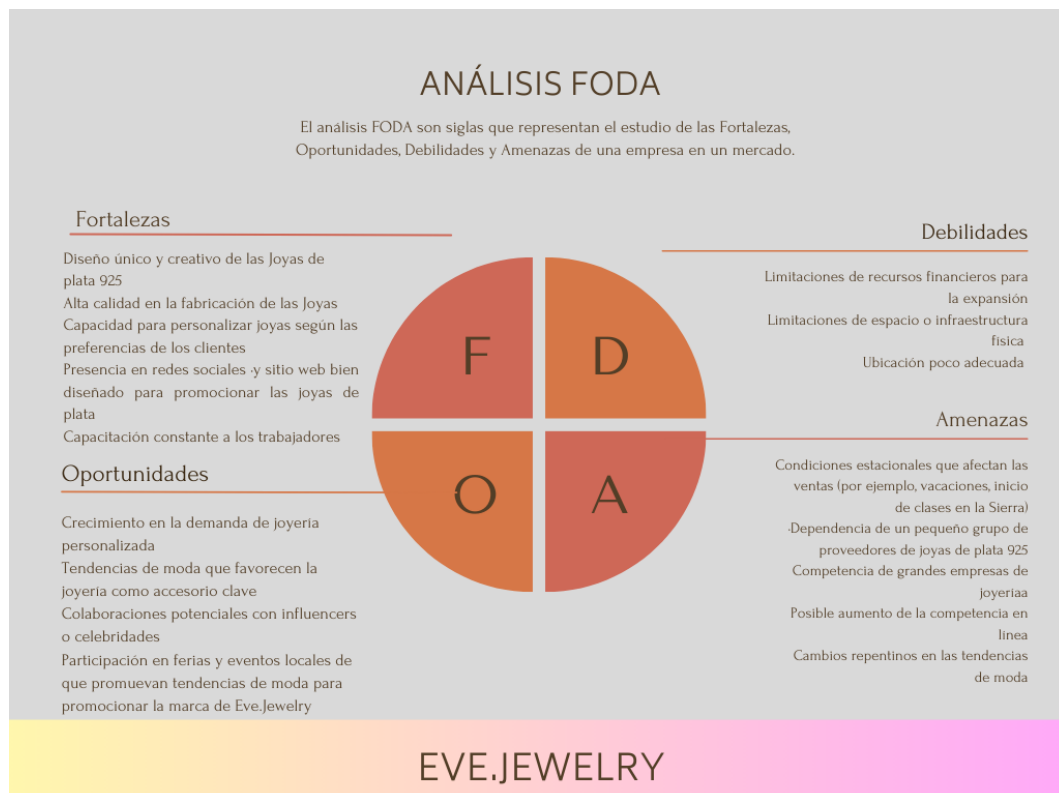 ANÁLISIS FODA
El análisis FODA son siglas que representan el estudio de las Fortalezas,
Oportunidades, Debilidades y Amenazas de una empresa en un mercado.
Fortalezas
Diseño único y creativo de las Joyas de
plata 925
Alta calidad en la fabricación de las Joyas
Capacidad para personalizar joyas según las
preferencias de los clientes
Presencia en redes sociales ·y sitio web bien
diseñado para promocionar las joyas de
plata
Capacitación constante a los trabajadores
Oportunidades
Crecimiento en la demanda de joyería
personalizada
Tendencias de moda que favorecen la
joyería como accesorio clave
Colaboraciones potenciales con influencers
o celebridades
Participación en ferias y eventos locales de
que promuevan tendencias de moda para
promocionar la marca de Eve.Jewelry
F
D
O
A
Debilidades
Limitaciones de recursos financieros para
la expansión
Limitaciones de espacio o infraestructura
física
Ubicación poco adecuada
Amenazas
Condiciones estacionales que afectan las
ventas (por ejemplo, vacaciones, inicio
de clases en la Sierra)
·Dependencia de un pequeño grupo de
proveedores de joyas de plata 925
Competencia de grandes empresas de
joyeríaa
Posible aumento de la competencia en
línea
Cambios repentinos en las tendencias
de moda
EVE.JEWELRY